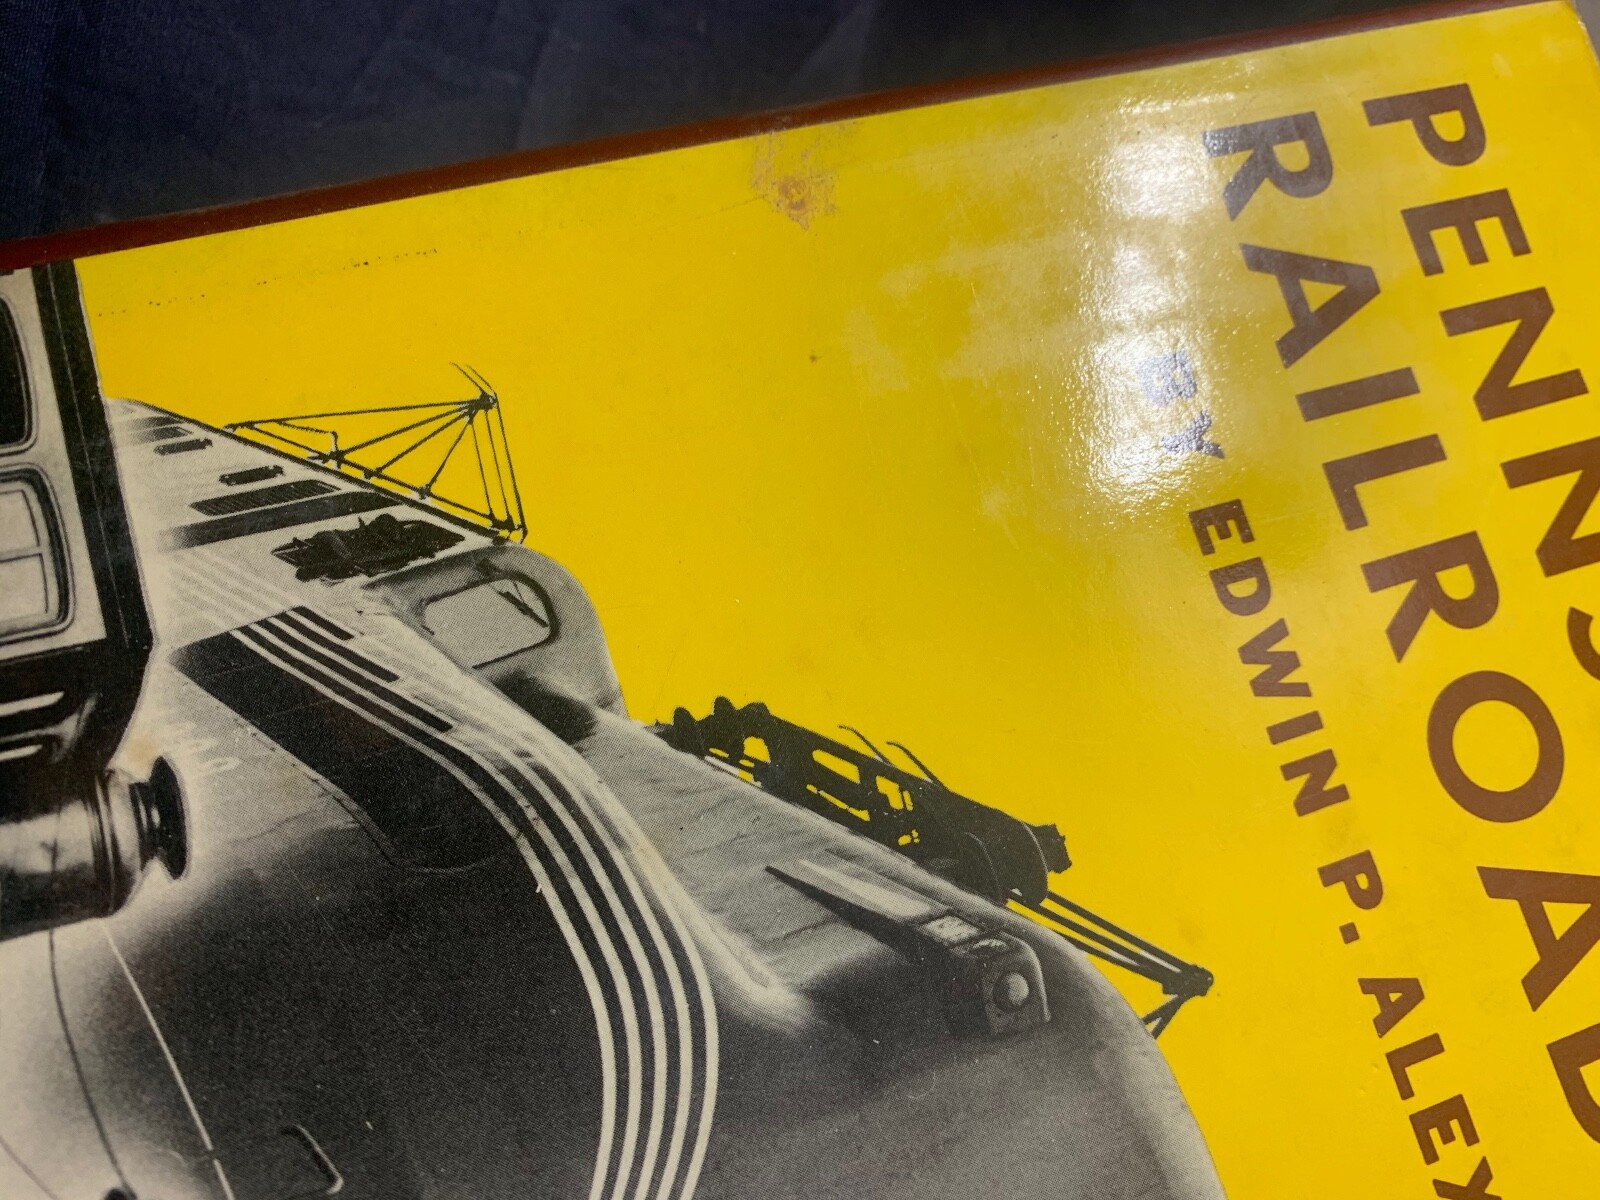 PENNS
RAILROAD
BY EDWIN P. ALEX